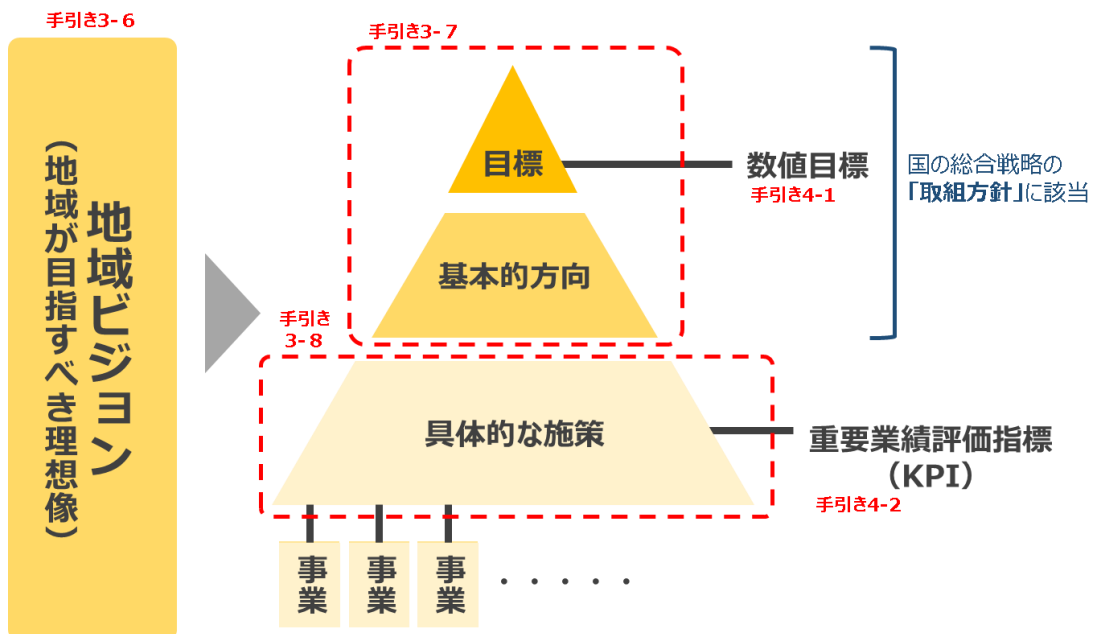 手引き3-6
地域ビジョン
（地域が目指すべき理想像）
手引き3-7
目標
数値目標
手引き4-1
国の総合戦略の
「取組方針」に該当
基本的方向
手引き
3-8
具体的な施策
重要業績評価指標
（KPI）
手引き4-2
事業
事業
事業
・・・・・